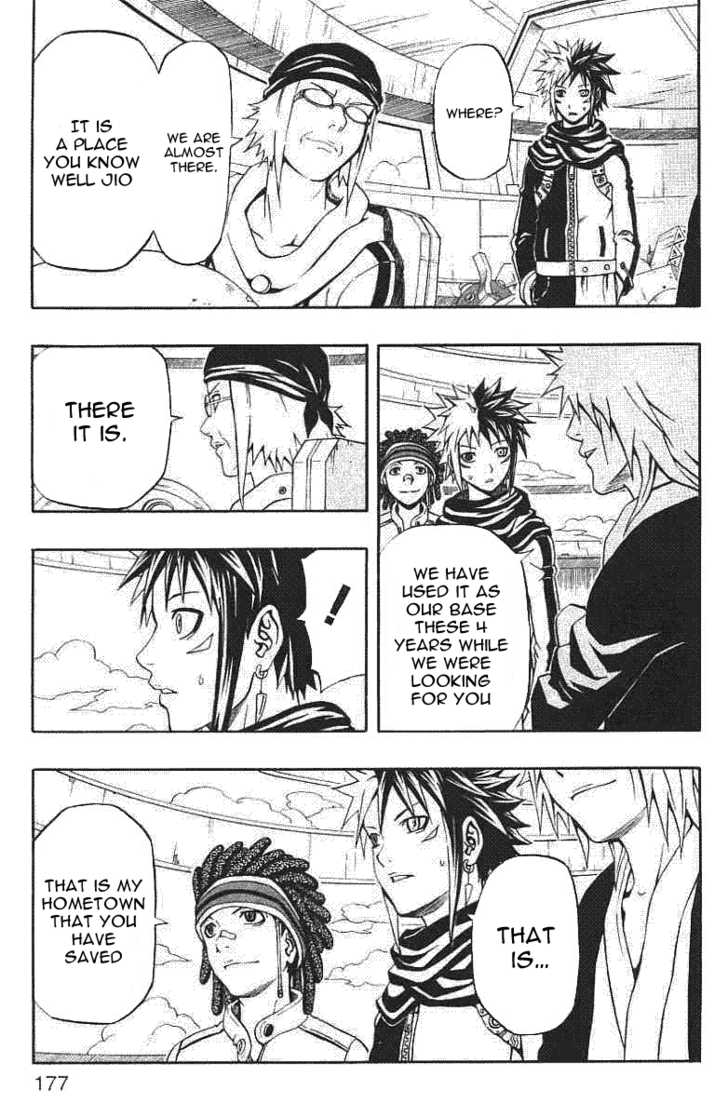 WHERE?
WE ARE
ALMOST
THERE.
IT IS
A PLACE
YOU KNOW
WELL JIO
WE HAVE
USED IT AS
OUR BASE
THESE 4
YEARS WHILE
WE WERE
LOOKING
FOR YOU
THERE
IT IS.
!
THAT
IS...
THAT IS MY
HOMETOWN
THAT YOU
HAVE
SAVED
177